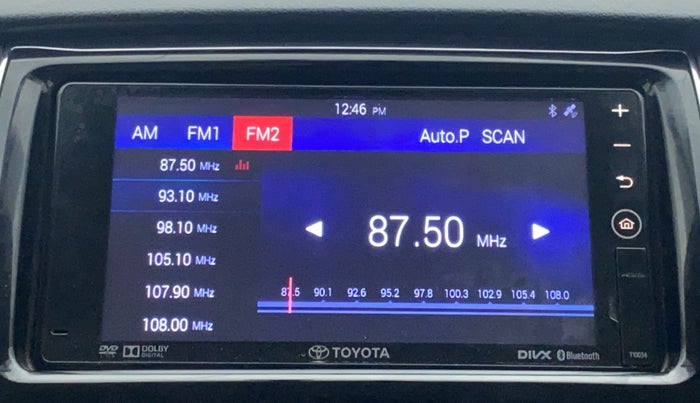 12:46 PM
AM FM1 FM2 Auto.P SCAN
87.50 MHz
93.10 MHz
98.10 MHz
105.10 MHz
107.90 MHz
108.00 MHz
87.50 MHz
87.5 90.1 92.6 95.2 97.8 100.3 102.9 105.4 108.0
DVD DOLBY DIGITAL
TOYOTA
DIVX Bluetooth
110034